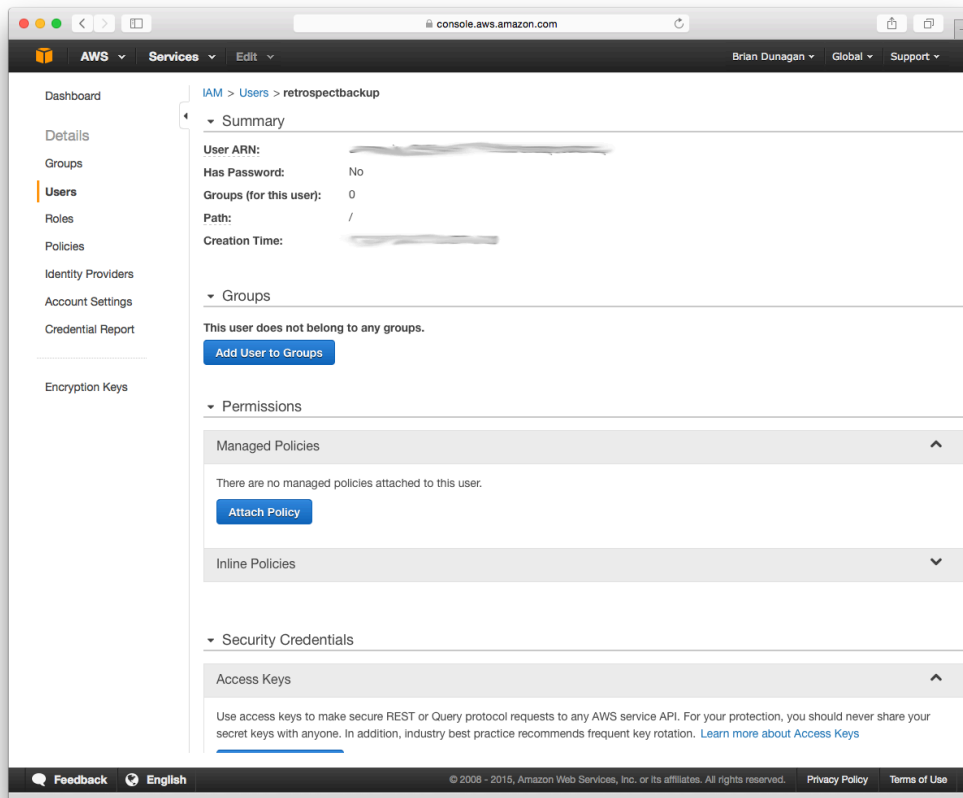 console.aws.amazon.com
AWS Services Edit Brian Dunagan Global Support
Dashboard
Details
Groups
Users
Roles
Policies
Identity Providers
Account Settings
Credential Report
Encryption Keys
IAM > Users > retrospectbackup
Summary
User ARN:
Has Password: No
Groups (for this user): 0
Path: /
Creation Time:
Groups
This user does not belong to any groups.
Add User to Groups
Permissions
Managed Policies
There are no managed policies attached to this user.
Attach Policy
Inline Policies
Security Credentials
Access Keys
Use access keys to make secure REST or Query protocol requests to any AWS service API. For your protection, you should never share your
secret keys with anyone. In addition, industry best practice recommends frequent key rotation. Learn more about Access Keys
Feedback English © 2008 - 2015, Amazon Web Services, Inc. or its affiliates. All rights reserved. Privacy Policy Terms of Use